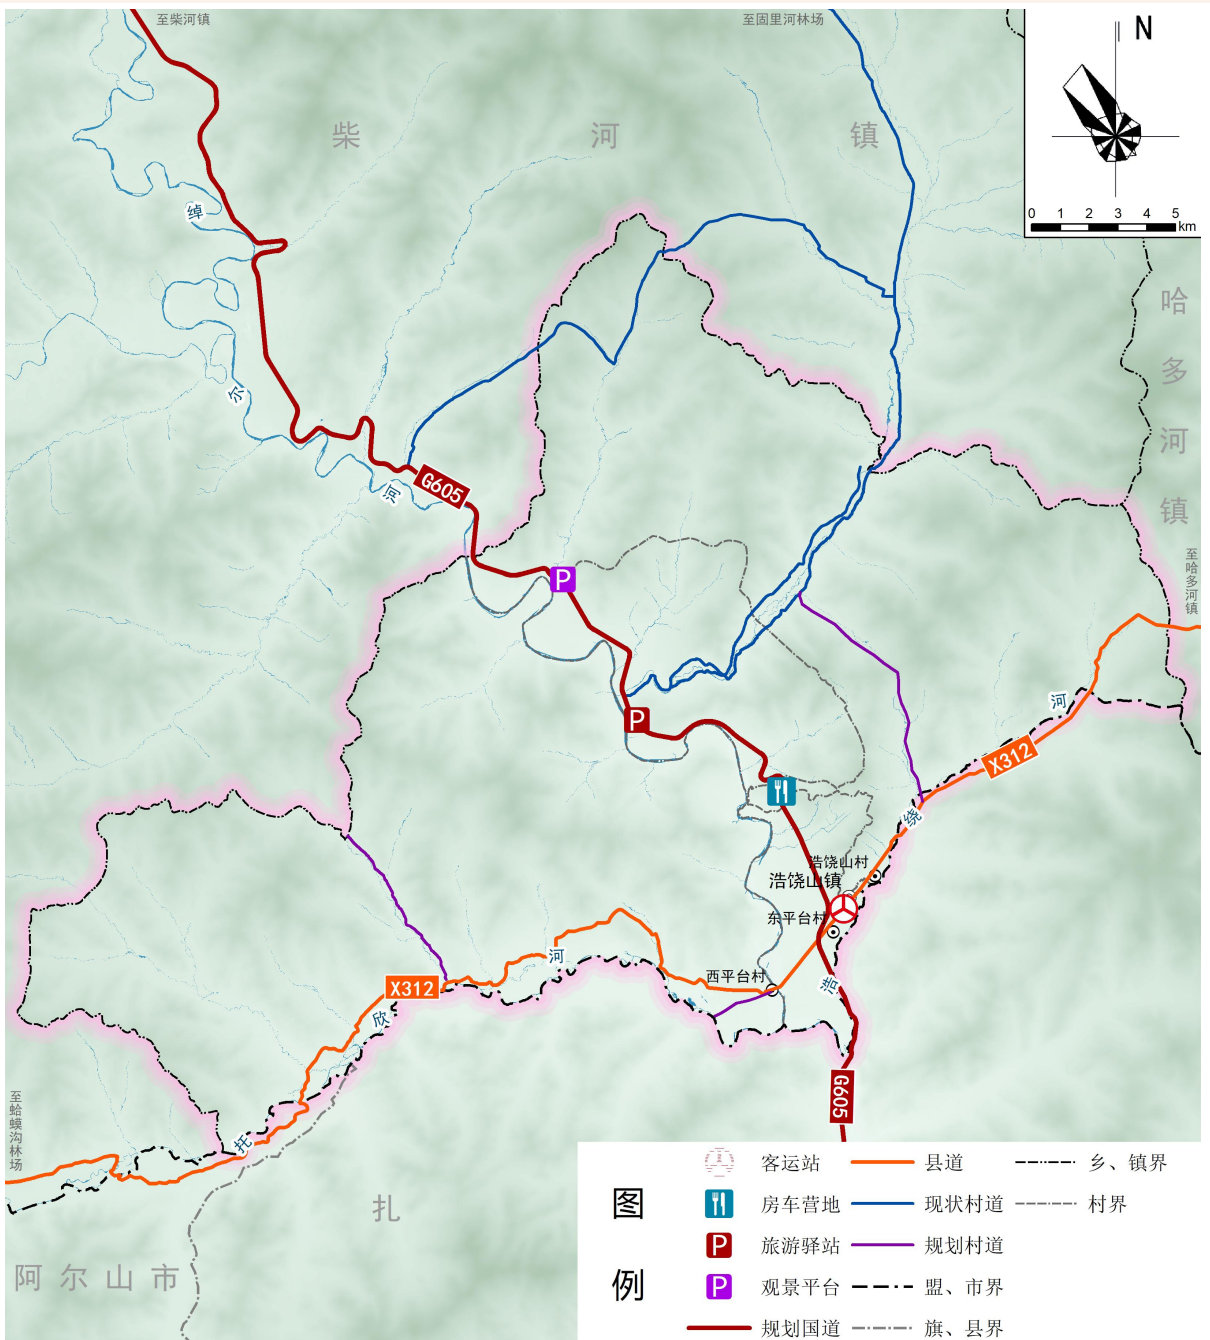 至柴河镇
至固里河林场
N
0 1 2 3 4 5
km
柴河镇
绰尔河
哈多河镇
至哈多河镇
G605
P
P
河
X312
绕
浩饶山村
浩饶山镇
东平台村
西平台村
浩
河
X312
欣
托
G605
至蛤蟆沟林场
扎
阿尔山市
图例
客运站
县道
乡、镇界
房车营地
现状村道
村界
P
旅游驿站
规划村道
P
观景平台
盟、市界
规划国道
旗、县界